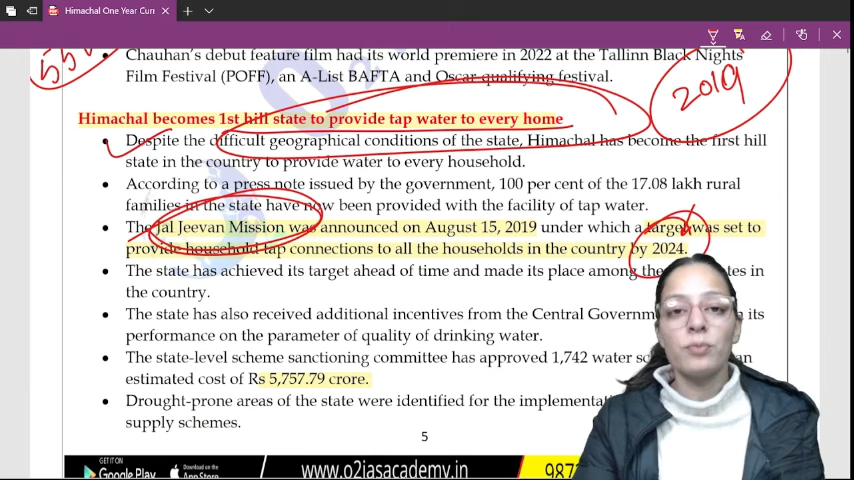 Himachal One Year Curr
55th
Chauhan's debut feature film had its world premiere in 2022 at the Tallinn Black Nights
Film Festival (POFF), an A-List BAFTA and Oscar-qualifying festival.
2019
Himachal becomes 1st hill state to provide tap water to every home
Despite the difficult geographical conditions of the state, Himachal has become the first hill
state in the country to provide water to every household.
According to a press note issued by the government, 100 per cent of the 17.08 lakh rural
families in the state have now been provided with the facility of tap water.
The Jal Jeevan Mission was announced on August 15, 2019 under which a target was set to
provide household tap connections to all the households in the country by 2024.
The state has achieved its target ahead of time and made its place among the
in
the country.
The state has also received additional incentives from the Central
its
performance on the parameter of quality of drinking water.
The state-level scheme sanctioning committee has approved 1,742 water
an
estimated cost of Rs 5,757.79 crore.
Drought-prone areas of the state were identified for the
supply schemes.
5
GET IT ON
Google Play
Download on the
App Store
www.o2iasacademy.in